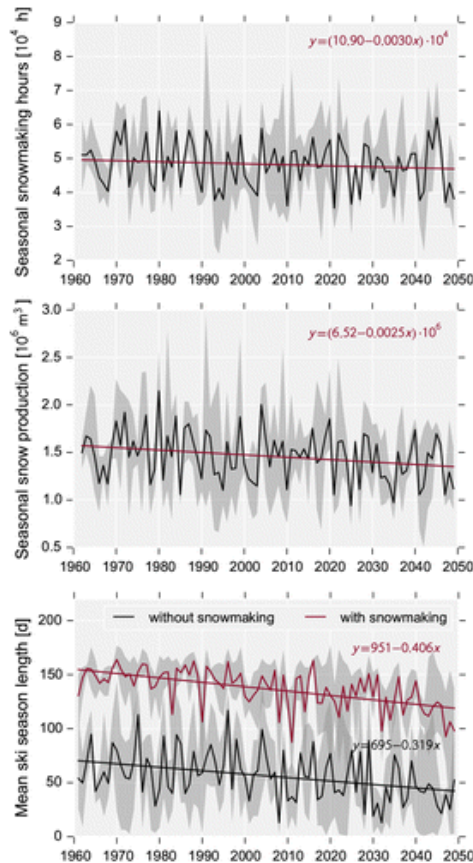 Seasonal snowmaking hours [10⁴ h]
9
8
7
6
5
4
3
2
y=(10.90−0.0030x)·10⁴
1960 1970 1980 1990 2000 2010 2020 2030 2040 2050
Seasonal snow production [10⁶ m³]
3.0
2.5
2.0
1.5
1.0
0.5
y=(6.52−0.0025x)·10⁶
1960 1970 1980 1990 2000 2010 2020 2030 2040 2050
Mean ski season length [d]
200
150
100
50
0
without snowmaking with snowmaking
y=951−0.406x
y=695−0.319x
1960 1970 1980 1990 2000 2010 2020 2030 2040 2050